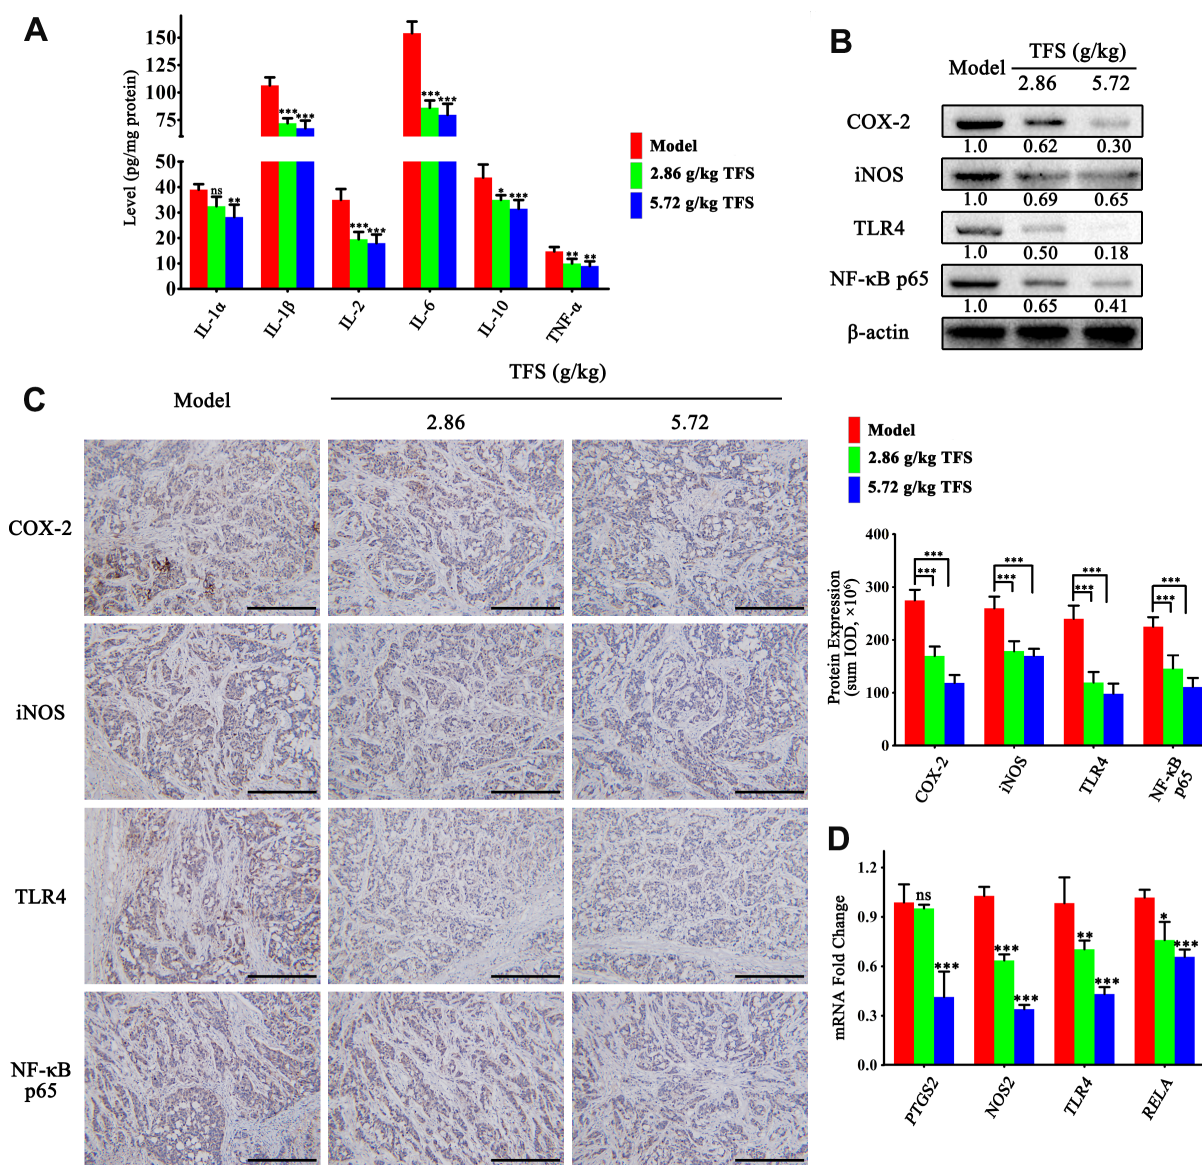 A
Level (pg/mg protein)
150
125
100
75
50
40
30
20
10
0
ns
**
***
***
***
***
***
***
*
***
**
**
IL-1α
IL-1β
IL-2
IL-6
IL-10
TNF-α
Model
2.86 g/kg TFS
5.72 g/kg TFS
B
TFS (g/kg)
Model
2.86
5.72
COX-2
1.0 0.62 0.30
iNOS
1.0 0.69 0.65
TLR4
1.0 0.50 0.18
NF-κB p65
1.0 0.65 0.41
β-actin
C
TFS (g/kg)
Model
2.86
5.72
COX-2
iNOS
TLR4
NF-κB
p65
Model
2.86 g/kg TFS
5.72 g/kg TFS
Protein Expression
(sum IOD, ×10⁶)
400
300
200
100
0
***
***
***
***
***
***
***
***
COX-2
iNOS
TLR4
NF-κB
p65
D
mRNA Fold Change
1.2
0.9
0.6
0.3
0.0
ns
***
***
***
**
***
*
***
PTGS2
NOS2
TLR4
RELA